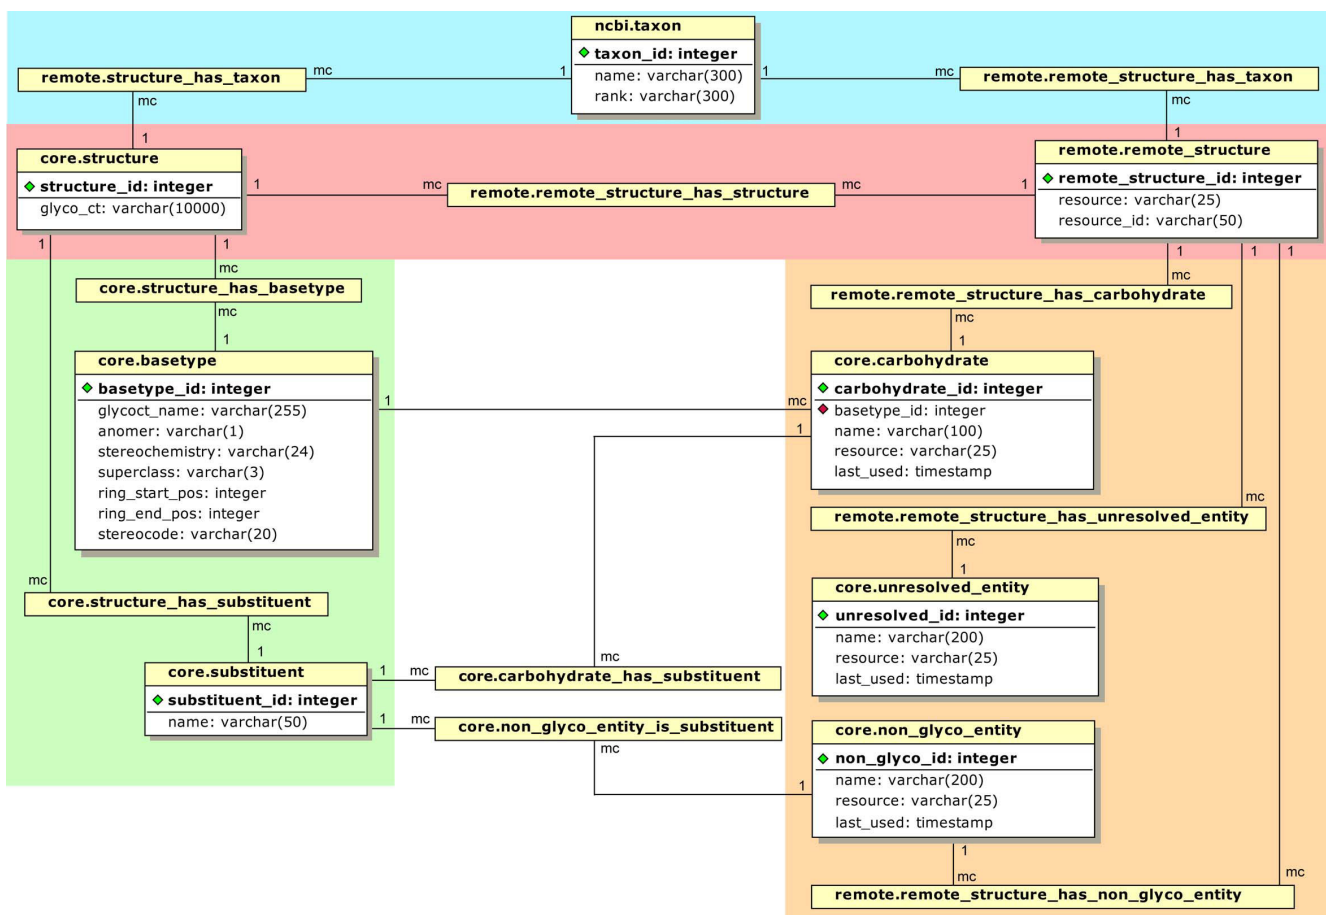 ncbi.taxon
taxon_id: integer
name: varchar(300)
rank: varchar(300)
remote.structure_has_taxon
mc
1
1
mc
remote.remote_structure_has_taxon
mc
1
mc
1
core.structure
structure_id: integer
glyco_ct: varchar(10000)
1
mc
remote.remote_structure_has_structure
mc
1
remote.remote_structure
remote_structure_id: integer
resource: varchar(25)
resource_id: varchar(50)
1
1
1
1
1
mc
core.structure_has_basetype
mc
1
mc
remote.remote_structure_has_carbohydrate
mc
1
core.basetype
basetype_id: integer
glycoct_name: varchar(255)
anomer: varchar(1)
stereochemistry: varchar(24)
superclass: varchar(3)
ring_start_pos: integer
ring_end_pos: integer
stereocode: varchar(20)
1
mc
1
core.carbohydrate
carbohydrate_id: integer
basetype_id: integer
name: varchar(100)
resource: varchar(25)
last_used: timestamp
mc
remote.remote_structure_has_unresolved_entity
mc
1
mc
core.structure_has_substituent
mc
1
core.unresolved_entity
unresolved_id: integer
name: varchar(200)
resource: varchar(25)
last_used: timestamp
core.substituent
substituent_id: integer
name: varchar(50)
1
mc
mc
core.carbohydrate_has_substituent
1
mc
core.non_glyco_entity_is_substituent
mc
1
core.non_glyco_entity
non_glyco_id: integer
name: varchar(200)
resource: varchar(25)
last_used: timestamp
1
mc
mc
remote.remote_structure_has_non_glyco_entity